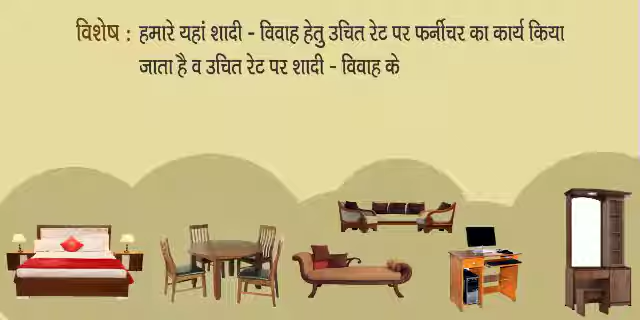 विशेष : हमारे यहां शादी - विवाह हेतु उचित रेट पर फर्नीचर का कार्य किया
जाता है व उचित रेट पर शादी - विवाह के